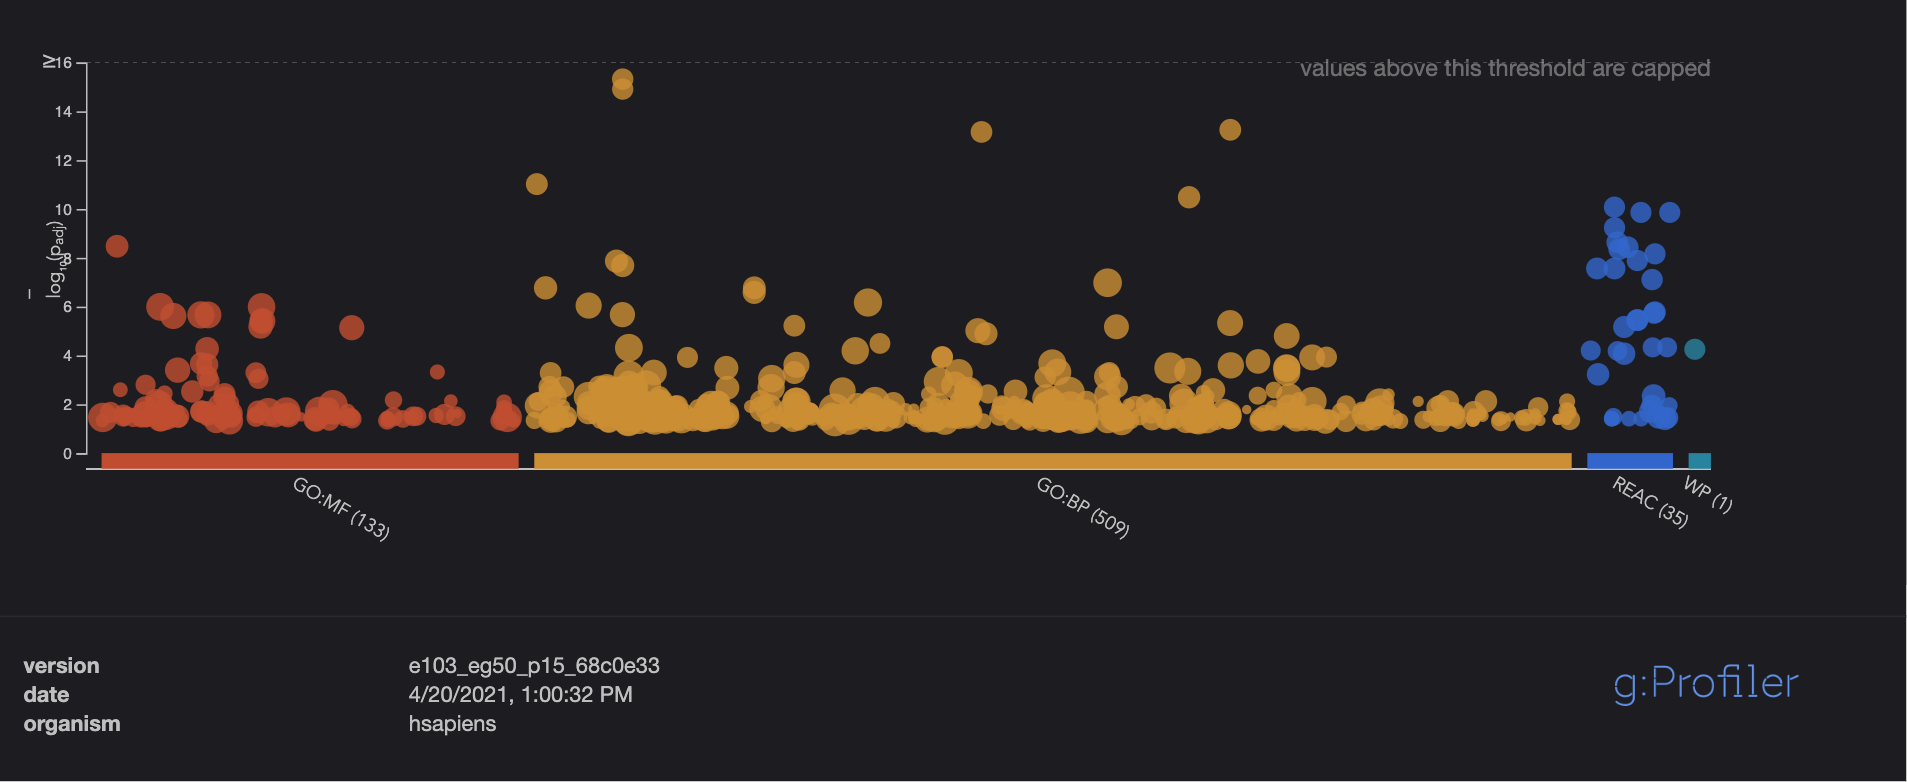 ≥16
values above this threshold are capped
14
12
10
8
6
4
2
0
−log10(padj)
GO:MF (133)
GO:BP (509)
REAC (35)
WP (1)
version e103_eg50_p15_68c0e33
date 4/20/2021, 1:00:32 PM
organism hsapiens
g:Profiler